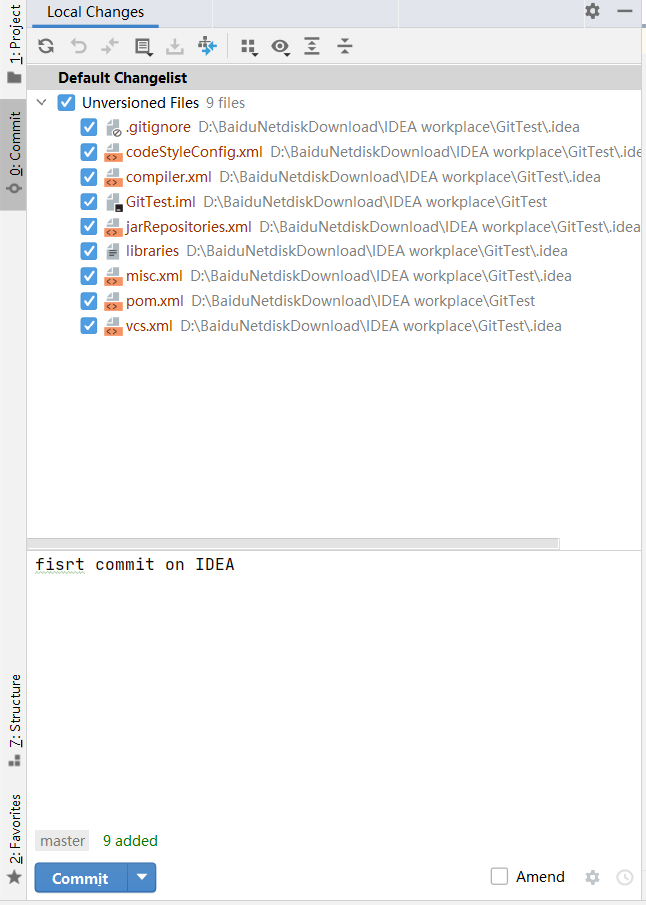 Local Changes
1: Project
Default Changelist
Unversioned Files 9 files
0: Commit
.gitignore D:\BaiduNetdiskDownload\IDEA workplace\GitTest\.idea
codeStyleConfig.xml D:\BaiduNetdiskDownload\IDEA workplace\GitTest\.ide
compiler.xml D:\BaiduNetdiskDownload\IDEA workplace\GitTest\.idea
GitTest.iml D:\BaiduNetdiskDownload\IDEA workplace\GitTest
jarRepositories.xml D:\BaiduNetdiskDownload\IDEA workplace\GitTest\.idea
libraries D:\BaiduNetdiskDownload\IDEA workplace\GitTest\.idea
misc.xml D:\BaiduNetdiskDownload\IDEA workplace\GitTest\.idea
pom.xml D:\BaiduNetdiskDownload\IDEA workplace\GitTest
vcs.xml D:\BaiduNetdiskDownload\IDEA workplace\GitTest\.idea
fisrt commit on IDEA
7: Structure
2: Favorites
master 9 added
Commit Amend